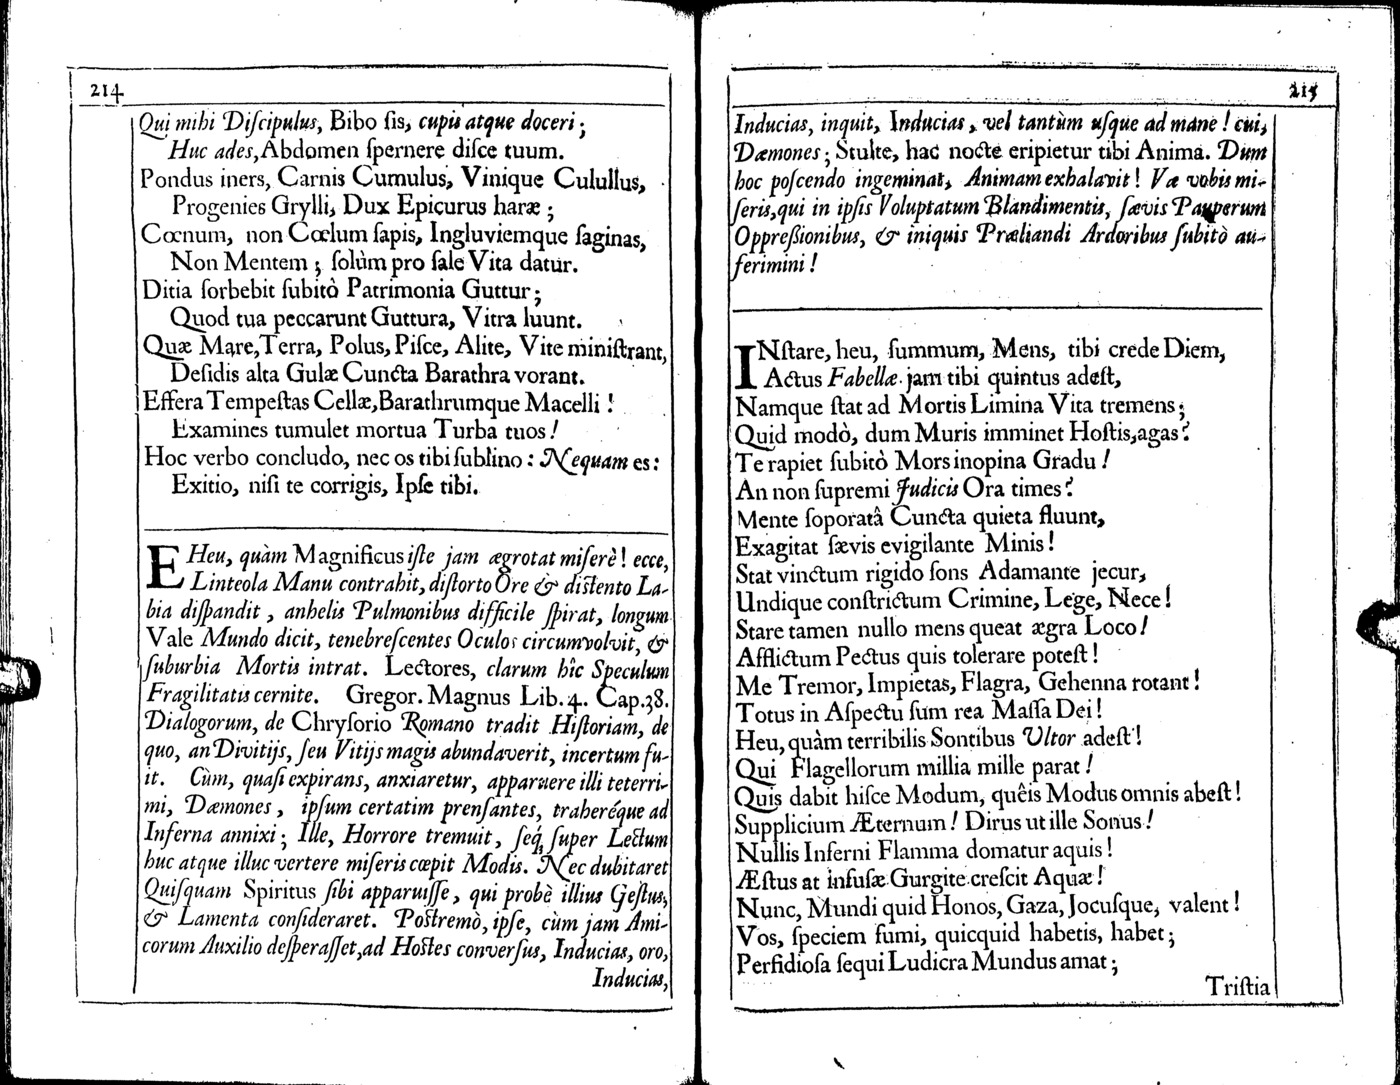 214
Qui mihi Diſcipulus, Bibo ſis, cupis atque doceri;
Huc ades, Abdomen ſpernere diſce tuum.
Pondus iners, Carnis Cumulus, Vinique Culullus,
Progenies Grylli, Dux Epicurus haræ;
Cœnum, non Cœlum ſapis, Ingluviemque ſaginas,
Non Mentem; ſolùm pro ſale Vita datur.
Ditia ſorbebit ſubitò Patrimonia Guttur;
Quod tua peccarunt Guttura, Vitra luunt.
Quæ Mare, Terra, Polus, Piſce, Alite, Vite miniſtrant,
Deſidis alta Gulæ Cuncta Barathra vorant.
Effera Tempeſtas Cellæ, Barathrumque Macelli!
Examines tumulet mortua Turba tuos!
Hoc verbo concludo, nec os tibi ſublino: Nequam es:
Exitio, niſi te corrigis, Ipſe tibi.
EHeu, quàm Magnificus iſte jam ægrotat miſerè! ecce,
Linteola Manu contrahit, diſtorto Ore & diſtento La-
bia diſpandit, anhelis Pulmonibus difficile ſpirat, longum
Vale Mundo dicit, tenebreſcentes Oculos circumvolvit, &
ſuburbia Mortis intrat. Lectores, clarum hîc Speculum
Fragilitatis cernite. Gregor. Magnus Lib. 4. Cap. 38.
Dialogorum, de Chryſorio Romano tradit Hiſtoriam, de
quo, an Divitijs, ſeu Vitijs magis abundaverit, incertum fu-
it. Cùm, quaſi expirans, anxiaretur, apparuere illi teterri-
mi, Dæmones, ipſum certatim prenſantes, traheréque ad
Inferna annixi; Ille, Horrore tremuit, ſeq́; ſuper Lectum
huc atque illuc vertere miſeris cœpit Modis. Nec dubitaret
Quiſquam Spiritus ſibi apparuiſſe, qui probè illius Geſtus,
& Lamenta conſideraret. Poſtremò, ipſe, cùm jam Ami-
corum Auxilio deſperaſſet, ad Hoſtes converſus, Inducias, oro,
Inducias,
215
Inducias, inquit, Inducias, vel tantùm uſque ad mane! cui,
Dæmones; Stulte, hac nocte eripietur tibi Anima. Dum
hoc poſcendo ingeminat, Animam exhalavit! Væ vobis mi-
ſeris, qui in ipſis Voluptatum Blandimentis, ſævis Pauperum
Oppreſſionibus, & iniquis Præliandi Ardoribus ſubitò au-
ferimini!
INſtare, heu, ſummum, Mens, tibi crede Diem,
Actus Fabellæ jam tibi quintus adeſt,
Namque ſtat ad Mortis Limina Vita tremens;
Quid modò, dum Muris imminet Hoſtis, agas?
Te rapiet ſubitò Mors inopina Gradu!
An non ſupremi Judicis Ora times?
Mente ſoporatâ Cuncta quieta fluunt,
Exagitat ſævis evigilante Minis!
Stat vinctum rigido ſons Adamante jecur,
Undique conſtrictum Crimine, Lege, Nece!
Stare tamen nullo mens queat ægra Loco!
Afflictum Pectus quis tolerare poteſt!
Me Tremor, Impietas, Flagra, Gehenna rotant!
Totus in Aſpectu ſum rea Maſſa Dei!
Heu, quàm terribilis Sontibus Ultor adeſt!
Qui Flagellorum millia mille parat!
Quis dabit hiſce Modum, quêis Modus omnis abeſt!
Supplicium Æternum! Dirus ut ille Sonus!
Nullis Inferni Flamma domatur aquis!
Æſtus at infuſæ Gurgite creſcit Aquæ!
Nunc, Mundi quid Honos, Gaza, Jocuſque, valent!
Vos, ſpeciem fumi, quicquid habetis, habet;
Perfidioſa ſequi Ludicra Mundus amat;
Triſtia